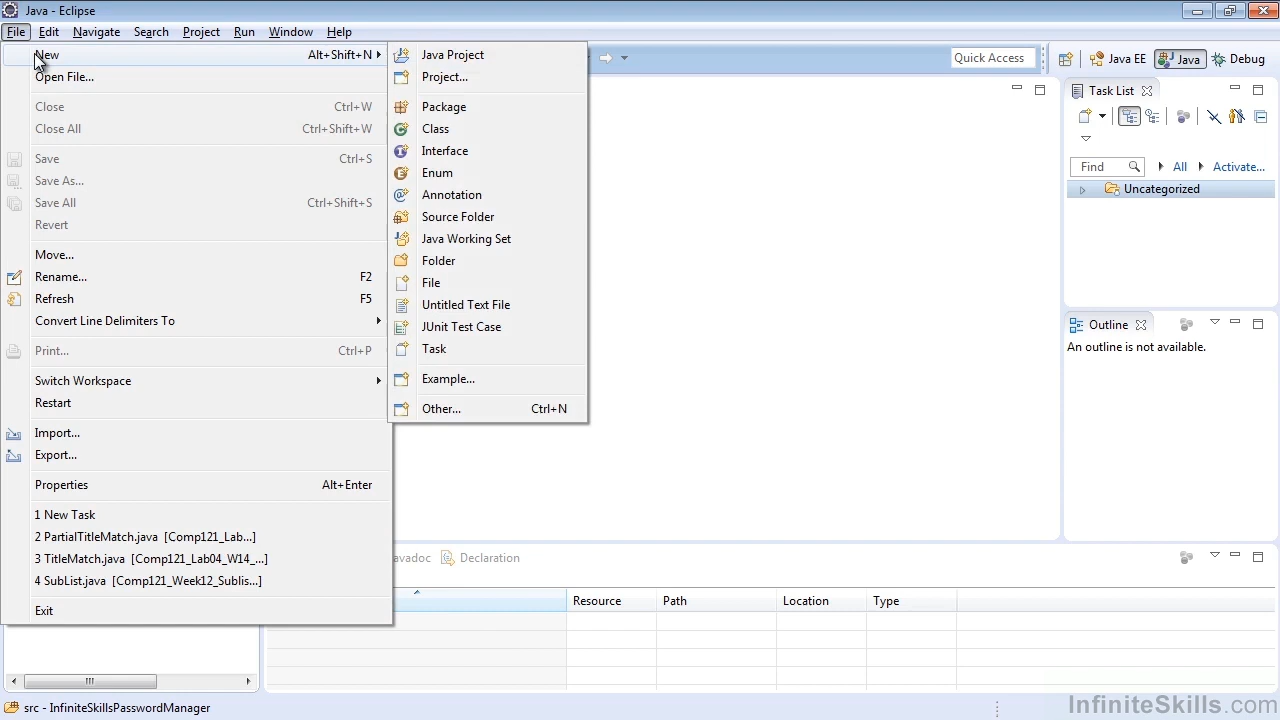 Java - Eclipse
File Edit Navigate Search Project Run Window Help
New Alt+Shift+N
Open File...
Close Ctrl+W
Close All Ctrl+Shift+W
Save Ctrl+S
Save As...
Save All Ctrl+Shift+S
Revert
Move...
Rename... F2
Refresh F5
Convert Line Delimiters To
Print... Ctrl+P
Switch Workspace
Restart
Import...
Export...
Properties Alt+Enter
1 New Task
2 PartialTitleMatch.java [Comp121_Lab...]
3 TitleMatch.java [Comp121_Lab04_W14_...]
4 SubList.java [Comp121_Week12_Sublis...]
Exit
Java Project
Project...
Package
Class
Interface
Enum
Annotation
Source Folder
Java Working Set
Folder
File
Untitled Text File
JUnit Test Case
Task
Example...
Other... Ctrl+N
Quick Access
Java EE Java Debug
Task List
Find All Activate...
Uncategorized
Outline
An outline is not available.
avadoc Declaration
Resource Path Location Type
src - InfiniteSkillsPasswordManager
InfiniteSkills.com